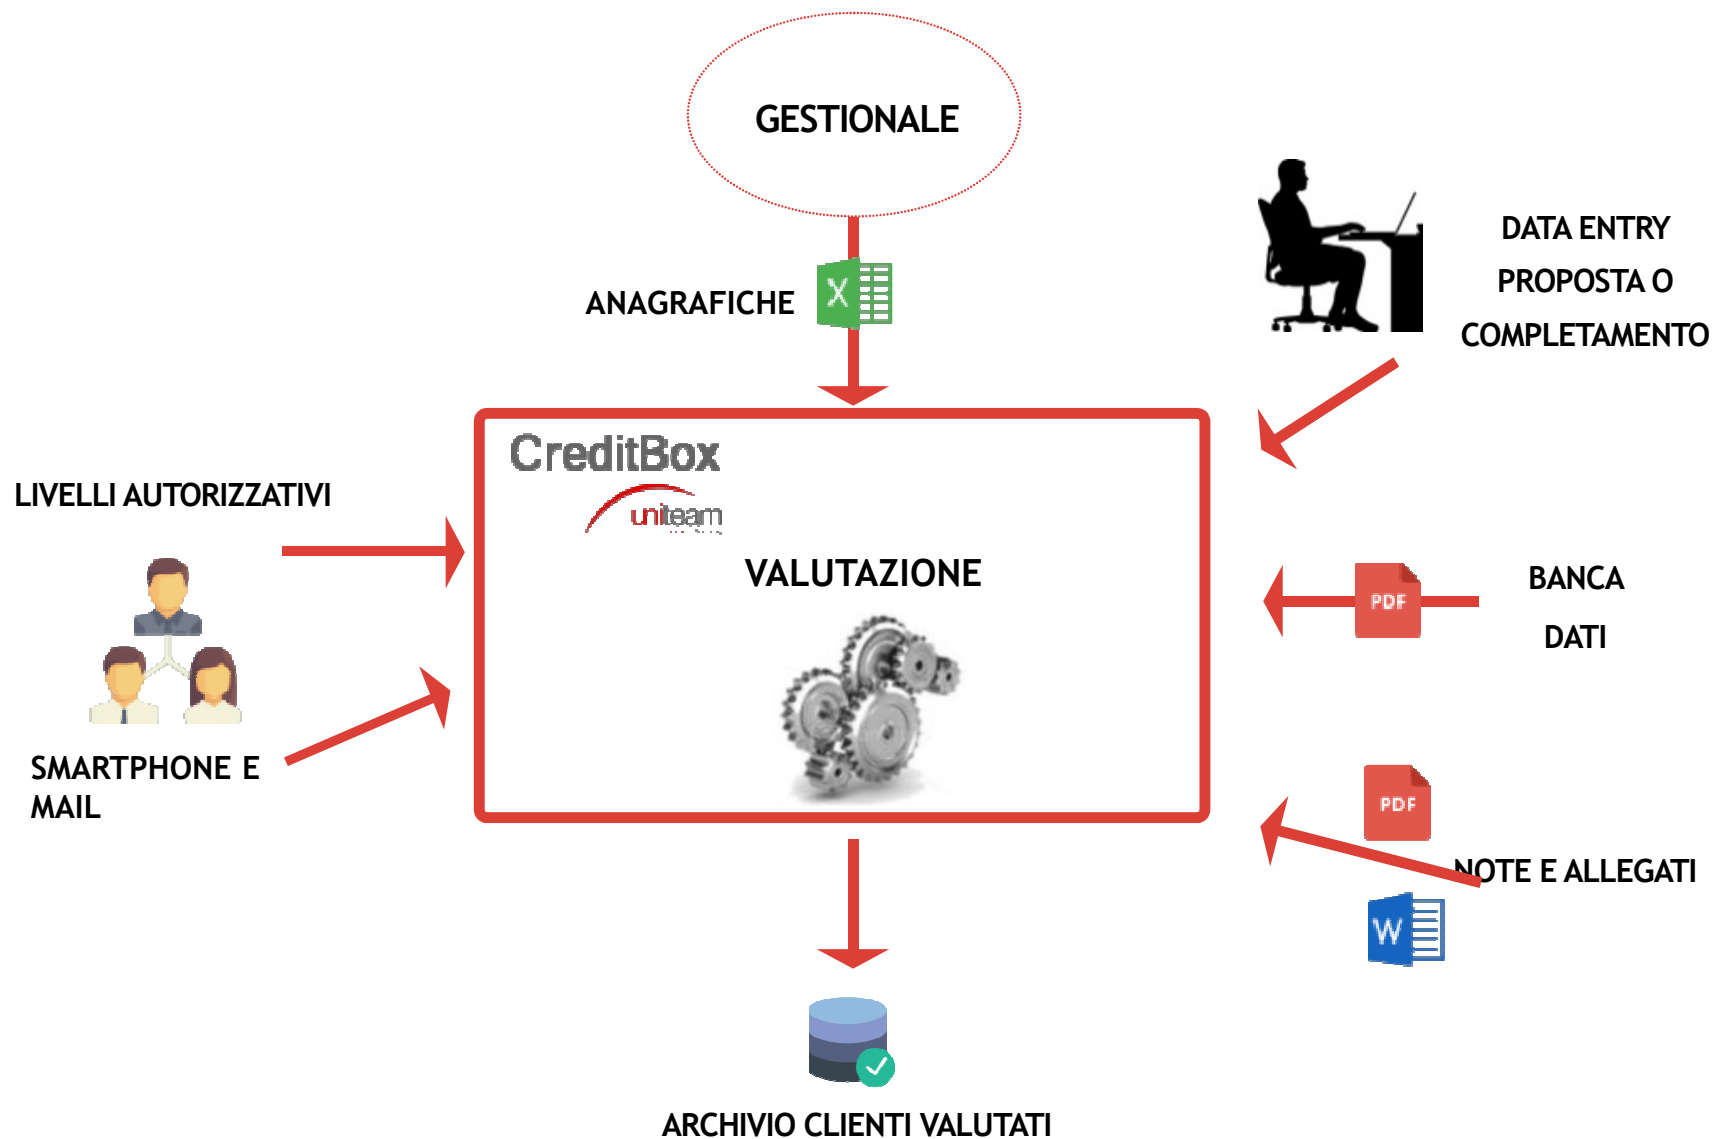 GESTIONALE
ANAGRAFICHE
X
DATA ENTRY
PROPOSTA O
COMPLETAMENTO
CreditBox
uniteam
LIVELLI AUTORIZZATIVI
VALUTAZIONE
PDF
BANCA
DATI
SMARTPHONE E
MAIL
PDF
NOTE E ALLEGATI
W
ARCHIVIO CLIENTI VALUTATI